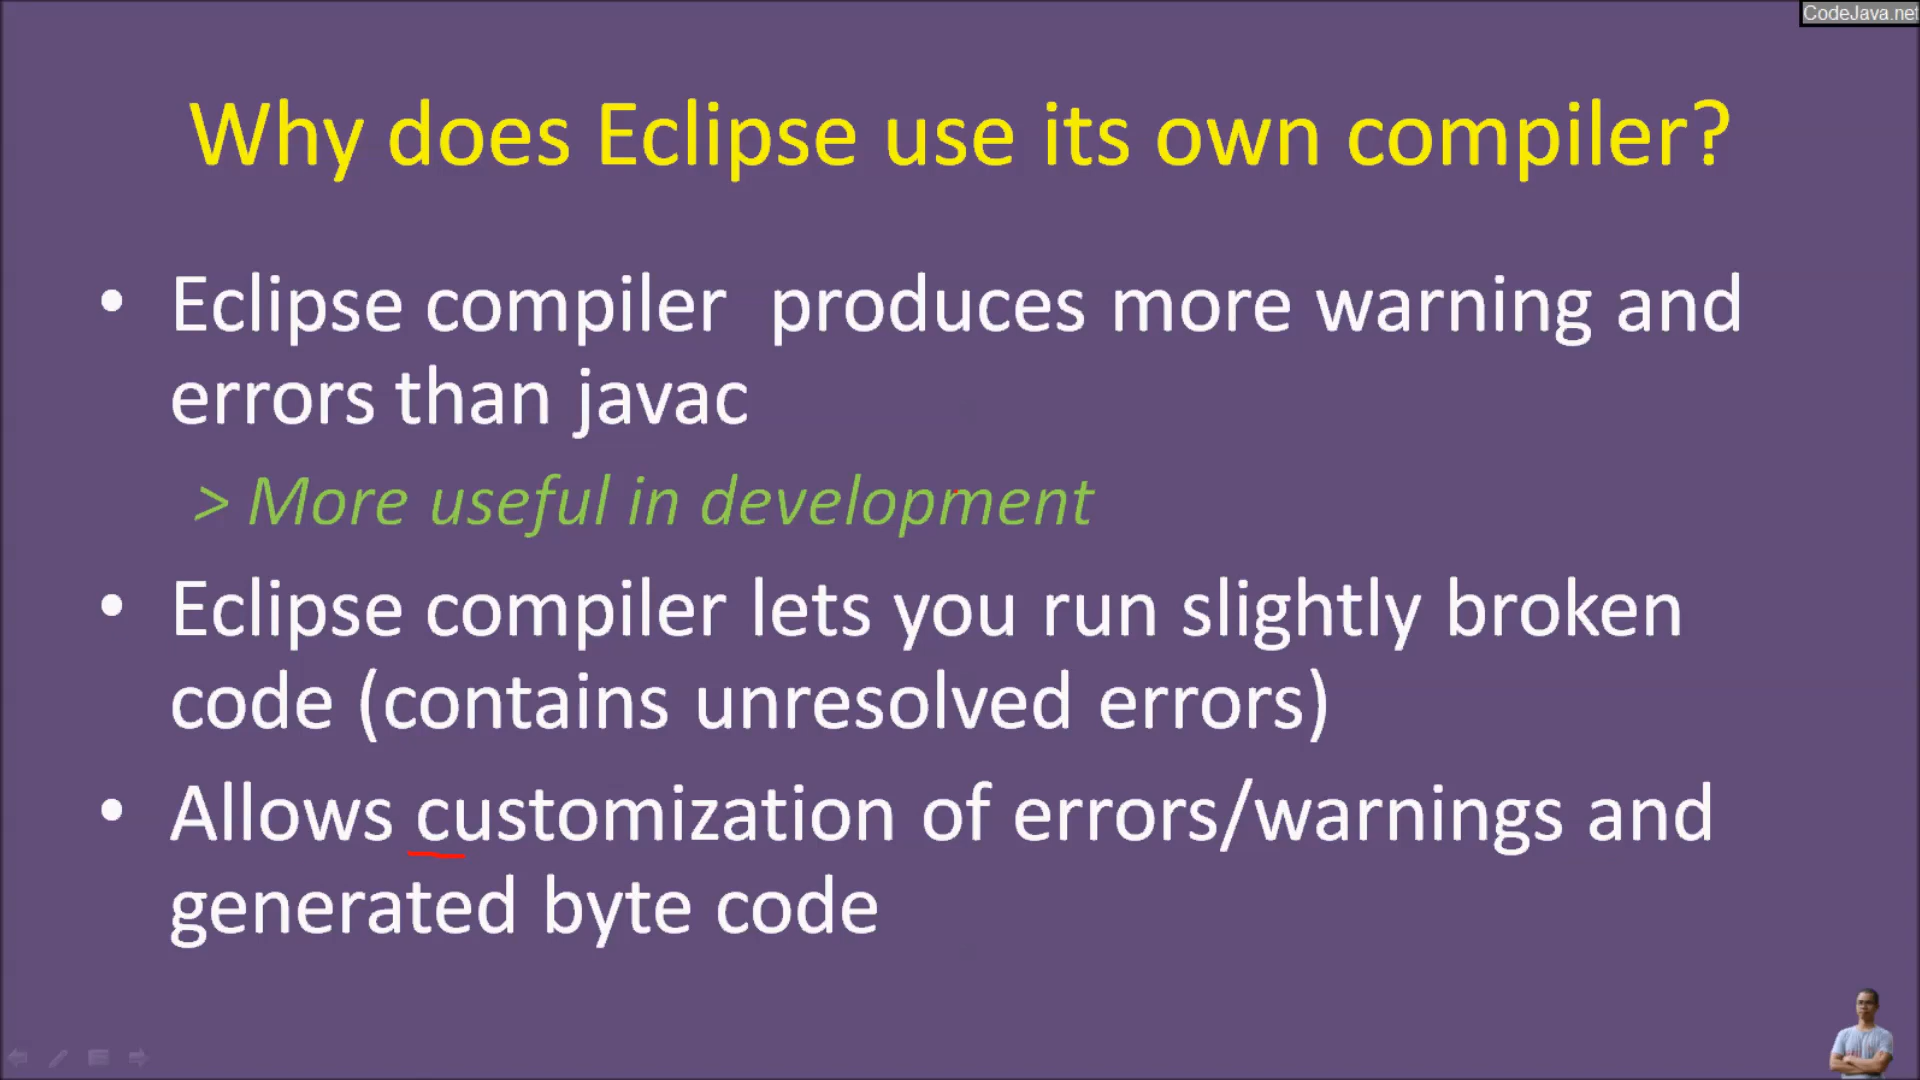 CodeJava.net
Why does Eclipse use its own compiler?
• Eclipse compiler produces more warning and
errors than javac
> More useful in development
• Eclipse compiler lets you run slightly broken
code (contains unresolved errors)
• Allows customization of errors/warnings and
generated byte code